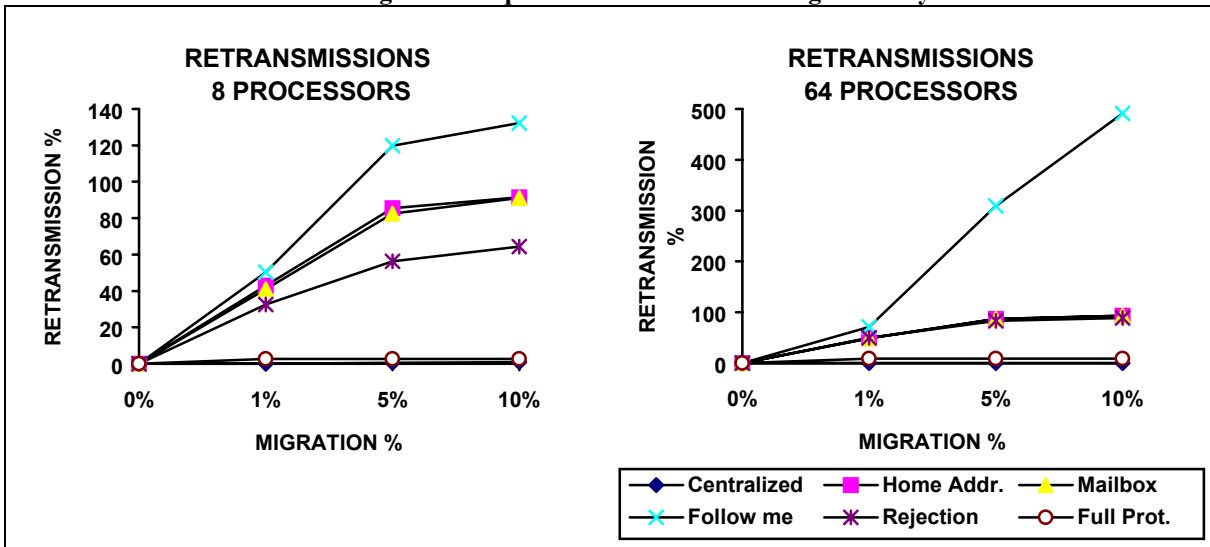 RETRANSMISSIONS
8 PROCESSORS
RETRANSMISSION %
140
120
100
80
60
40
20
0
0% 1% 5% 10%
MIGRATION %
RETRANSMISSIONS
64 PROCESSORS
RETRANSMISSION
%
500
400
300
200
100
0
0% 1% 5% 10%
MIGRATION %
Centralized Home Addr. Mailbox
Follow me Rejection Full Prot.